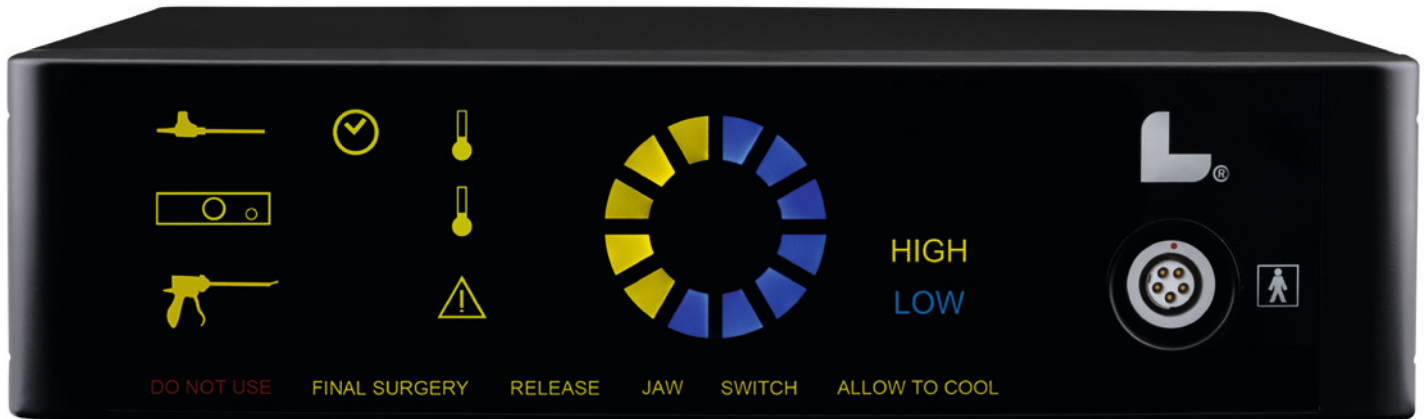 L®
HIGH
LOW
DO NOT USE FINAL SURGERY RELEASE JAW SWITCH ALLOW TO COOL